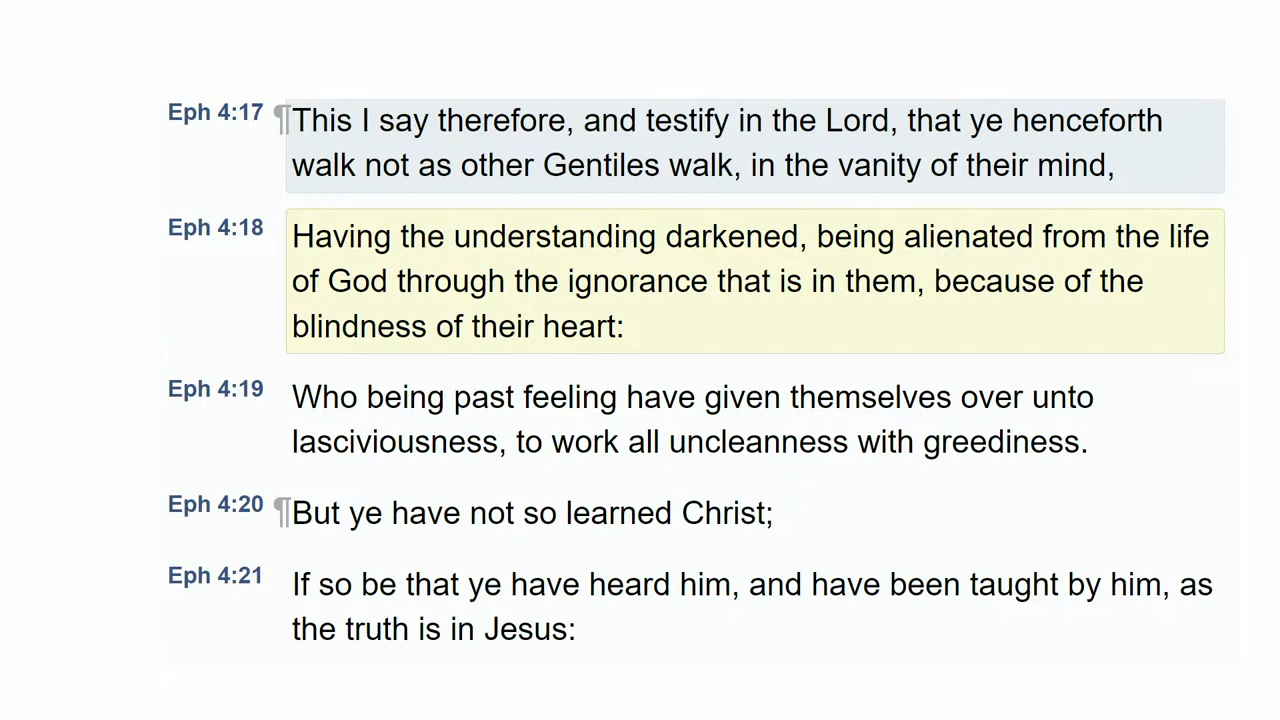 Eph 4:17 ¶This I say therefore, and testify in the Lord, that ye henceforth
walk not as other Gentiles walk, in the vanity of their mind,
Eph 4:18 Having the understanding darkened, being alienated from the life
of God through the ignorance that is in them, because of the
blindness of their heart:
Eph 4:19 Who being past feeling have given themselves over unto
lasciviousness, to work all uncleanness with greediness.
Eph 4:20 ¶But ye have not so learned Christ;
Eph 4:21 If so be that ye have heard him, and have been taught by him, as
the truth is in Jesus: